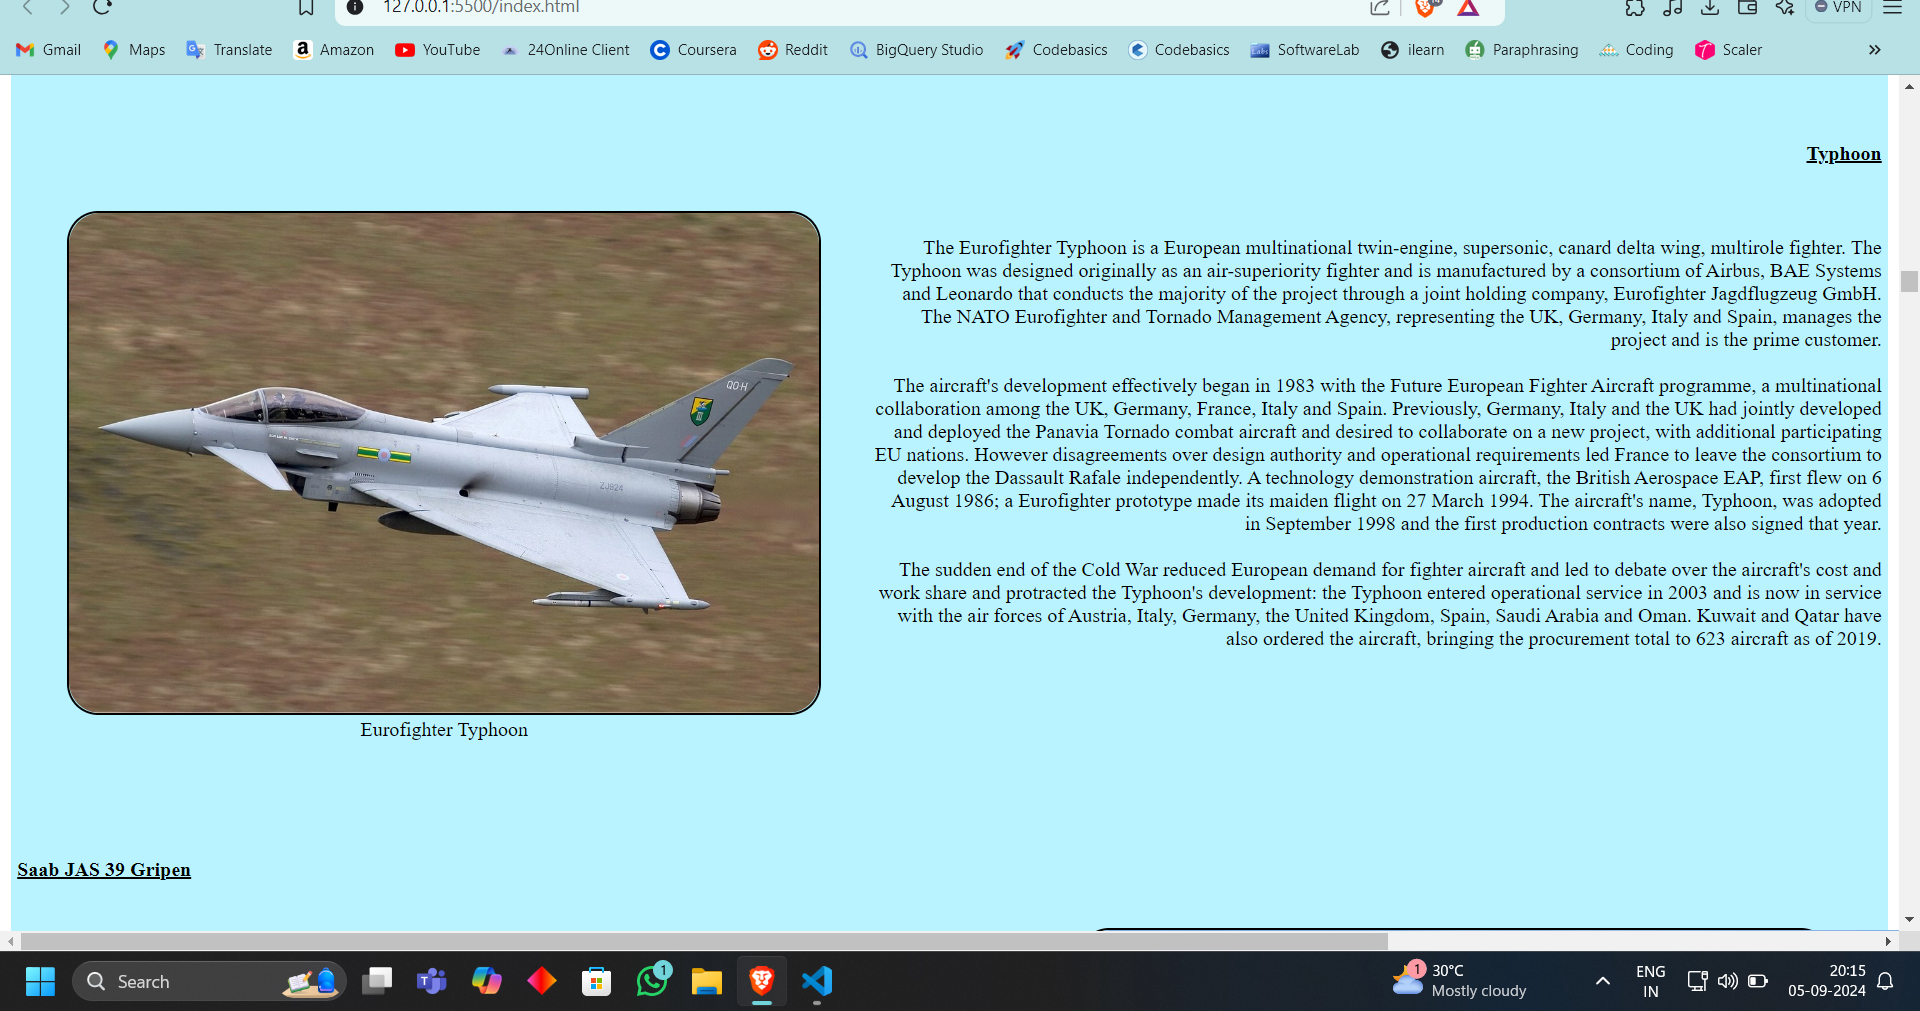 127.0.0.1:5500/index.html
VPN
Gmail Maps Translate Amazon YouTube 24Online Client Coursera Reddit BigQuery Studio Codebasics Codebasics SoftwareLab ilearn Paraphrasing Coding Scaler »
Typhoon
The Eurofighter Typhoon is a European multinational twin-engine, supersonic, canard delta wing, multirole fighter. The
Typhoon was designed originally as an air-superiority fighter and is manufactured by a consortium of Airbus, BAE Systems
and Leonardo that conducts the majority of the project through a joint holding company, Eurofighter Jagdflugzeug GmbH.
The NATO Eurofighter and Tornado Management Agency, representing the UK, Germany, Italy and Spain, manages the
project and is the prime customer.
The aircraft's development effectively began in 1983 with the Future European Fighter Aircraft programme, a multinational
collaboration among the UK, Germany, France, Italy and Spain. Previously, Germany, Italy and the UK had jointly developed
and deployed the Panavia Tornado combat aircraft and desired to collaborate on a new project, with additional participating
EU nations. However disagreements over design authority and operational requirements led France to leave the consortium to
develop the Dassault Rafale independently. A technology demonstration aircraft, the British Aerospace EAP, first flew on 6
August 1986; a Eurofighter prototype made its maiden flight on 27 March 1994. The aircraft's name, Typhoon, was adopted
in September 1998 and the first production contracts were also signed that year.
The sudden end of the Cold War reduced European demand for fighter aircraft and led to debate over the aircraft's cost and
work share and protracted the Typhoon's development: the Typhoon entered operational service in 2003 and is now in service
with the air forces of Austria, Italy, Germany, the United Kingdom, Spain, Saudi Arabia and Oman. Kuwait and Qatar have
also ordered the aircraft, bringing the procurement total to 623 aircraft as of 2019.
QO-H
Eurofighter Typhoon
Saab JAS 39 Gripen
Search
1
1
30°C
Mostly cloudy
ENG
IN
20:15
05-09-2024